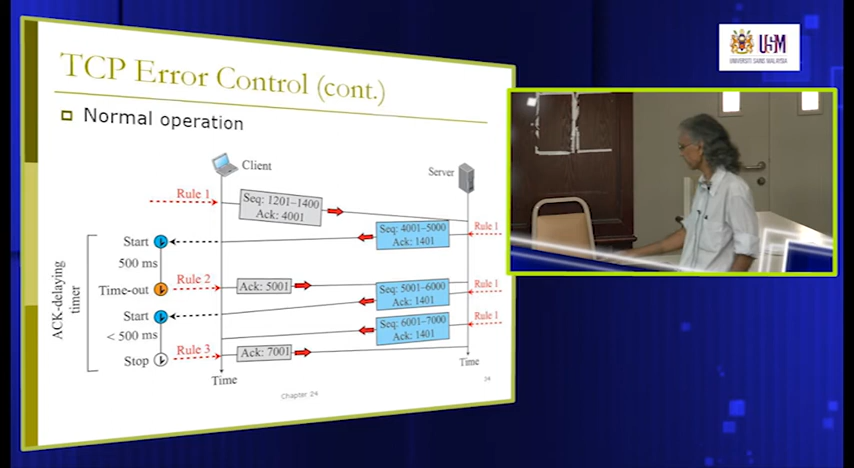 TCP Error Control (cont.)
Normal operation
USM
UNIVERSITI SAINS MALAYSIA
Client
Server
Rule 1
Seq: 1201–1400
Ack: 4001
Seq: 4001–5000
Ack: 1401
Rule 1
Start
500 ms
Time-out
Rule 2
Ack: 5001
Seq: 5001–6000
Ack: 1401
Rule 1
Start
< 500 ms
Seq: 6001–7000
Ack: 1401
Rule 1
Stop
Rule 3
Ack: 7001
ACK-delaying
timer
Time
Time
Chapter 24
34